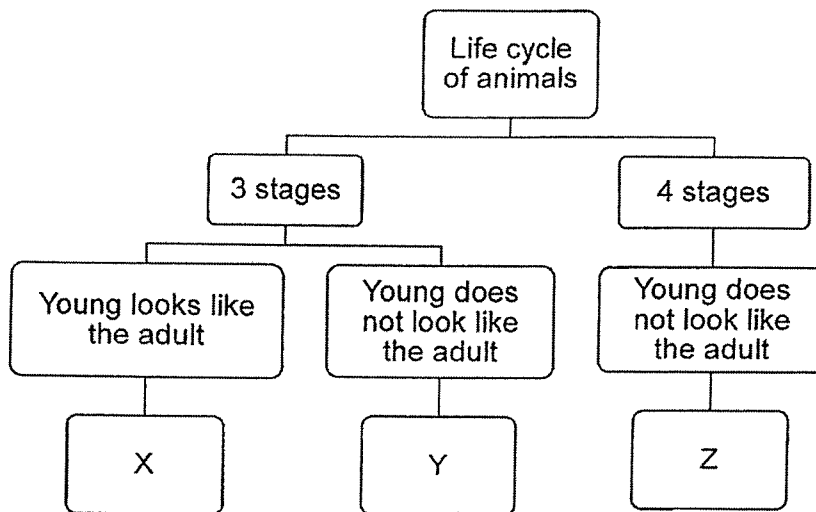 Life cycle
of animals
3 stages
4 stages
Young looks like
the adult
Young does
not look like
the adult
Young does
not look like
the adult
X
Y
Z